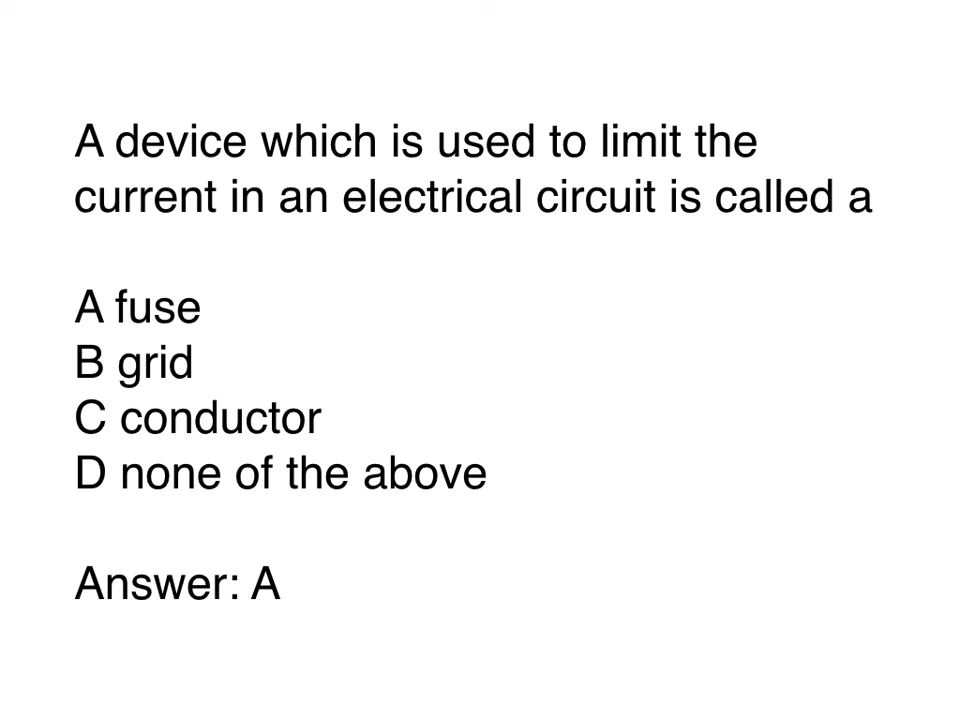 A device which is used to limit the
current in an electrical circuit is called a
A fuse
B grid
C conductor
D none of the above
Answer: A